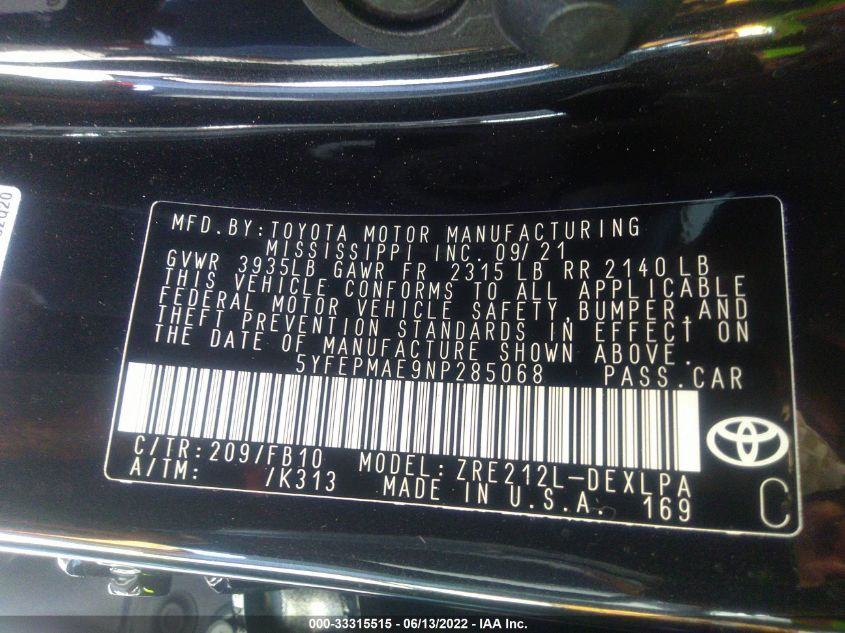 MFD. BY: TOYOTA MOTOR MANUFACTURING
MISSISSIPPI INC. 09/21
GVWR 3935LB GAWR FR 2315 LB RR 2140 LB
THIS VEHICLE CONFORMS TO ALL APPLICABLE
FEDERAL MOTOR VEHICLE SAFETY, BUMPER, AND
THEFT PREVENTION STANDARDS IN EFFECT ON
THE DATE OF MANUFACTURE SHOWN ABOVE.
5YFEPMAE9NP285068 PASS. CAR
C/TR: 209/FB10 MODEL: ZRE212L-DEXLPA
A/TM: /K313 MADE IN U.S.A. 169
C
000-33315515 - 06/13/2022 - IAA Inc.